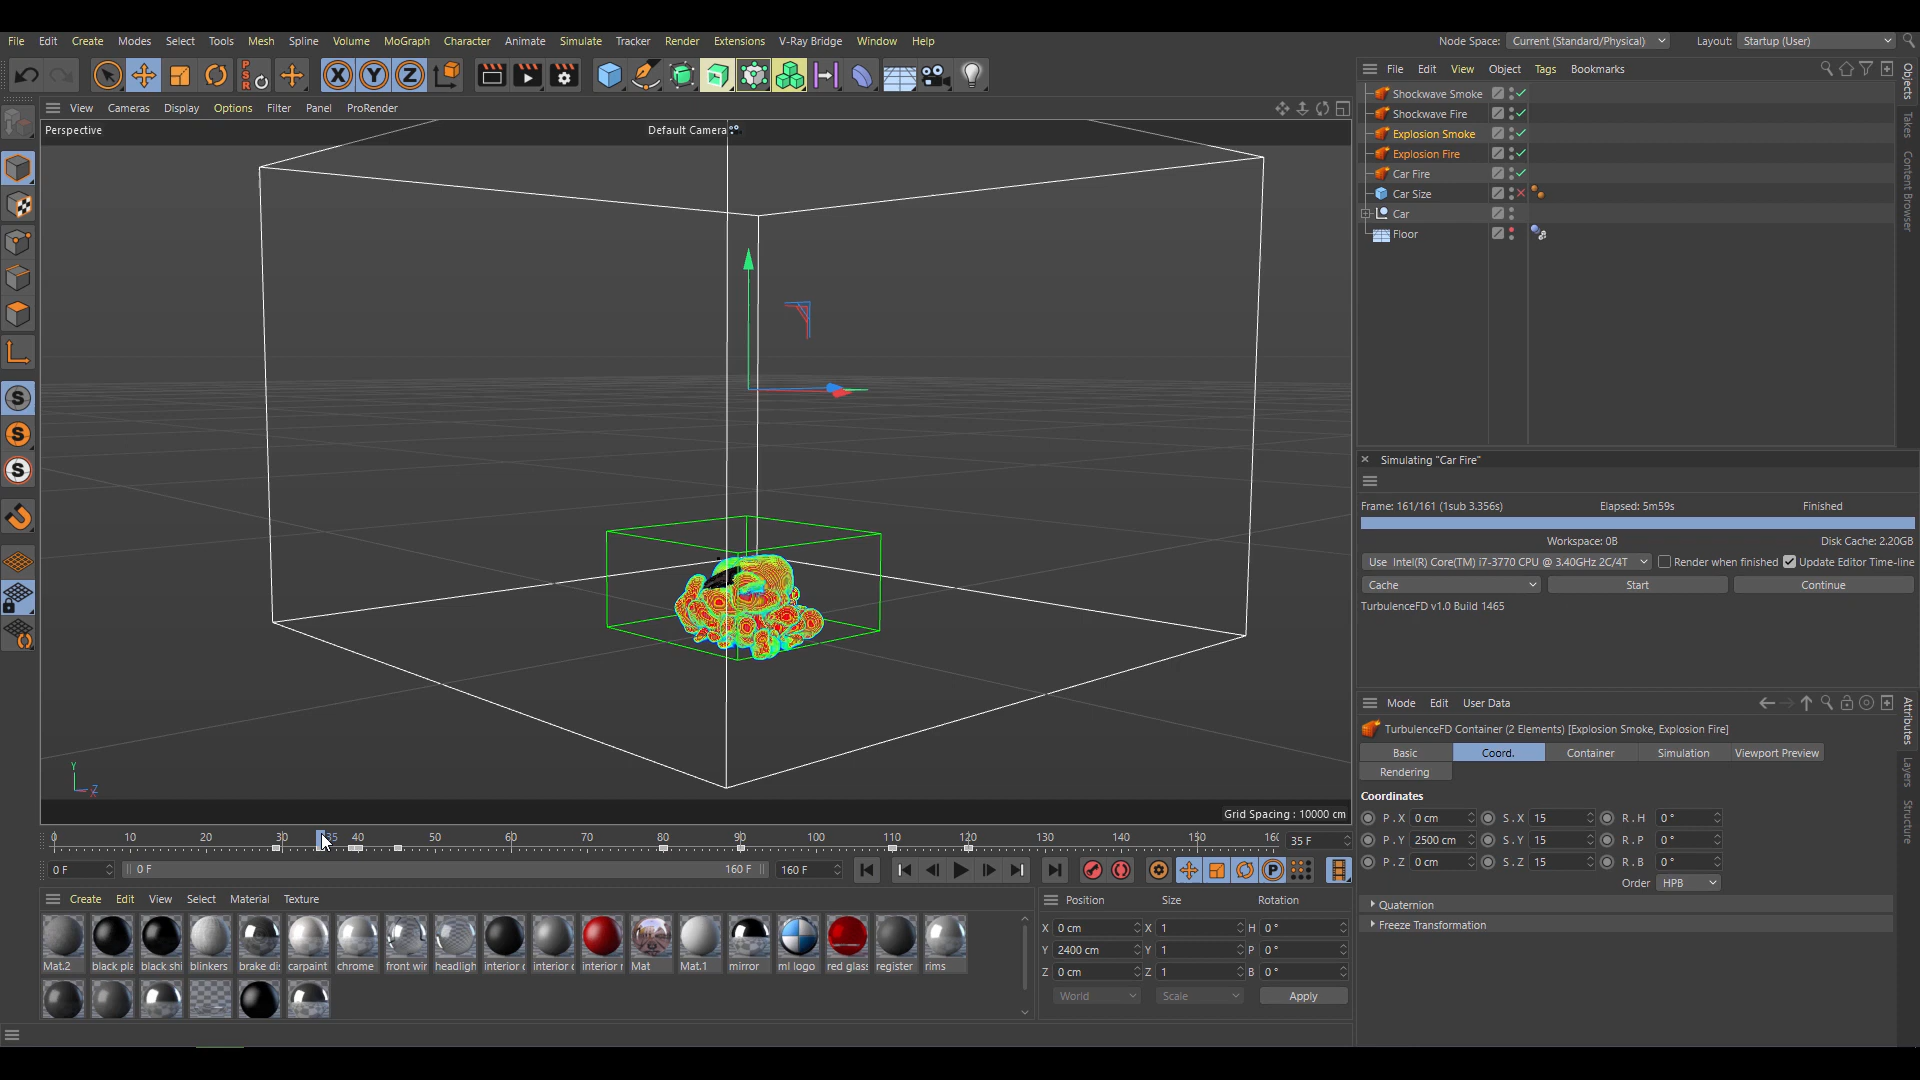 File Edit Create Modes Select Tools Mesh Spline Volume MoGraph Character Animate Simulate Tracker Render Extensions V-Ray Bridge Window Help
Node Space: Current (Standard/Physical) Layout: Startup (User)
P S R
X Y Z
File Edit View Object Tags Bookmarks
View Cameras Display Options Filter Panel ProRender
Perspective
Default Camera
Shockwave Smoke
Shockwave Fire
Explosion Smoke
Explosion Fire
Car Fire
Car Size
Car
Floor
Objects
Takes
Content Browser
S
S
S
Y
Z
X
Grid Spacing : 10000 cm
Simulating "Car Fire"
Frame: 161/161 (1sub 3.356s) Elapsed: 5m59s Finished
Workspace: 0B Disk Cache: 2.20GB
Use Intel(R) Core(TM) i7-3770 CPU @ 3.40GHz 2C/4T Render when finished Update Editor Time-line
Cache Start Continue
TurbulenceFD v1.0 Build 1465
Mode Edit User Data
TurbulenceFD Container (2 Elements) [Explosion Smoke, Explosion Fire]
Basic Coord. Container Simulation Viewport Preview
Rendering
Coordinates
P . X 0 cm S . X 15 R . H 0 °
P . Y 2500 cm S . Y 15 R . P 0 °
P . Z 0 cm S . Z 15 R . B 0 °
Order HPB
Quaternion
Freeze Transformation
Attributes
Layers
Structure
0 10 20 30 35 40 50 60 70 80 90 100 110 120 130 140 150 160 35 F
0 F 0 F 160 F 160 F
P
Create Edit View Select Material Texture
Mat.2 black pla black shi blinkers brake di carpaint chrome front wir headligh interior c interior c interior r Mat Mat.1 mirror ml logo red glass register rims
Position Size Rotation
X 0 cm X 1 H 0 °
Y 2400 cm Y 1 P 0 °
Z 0 cm Z 1 B 0 °
World Scale Apply